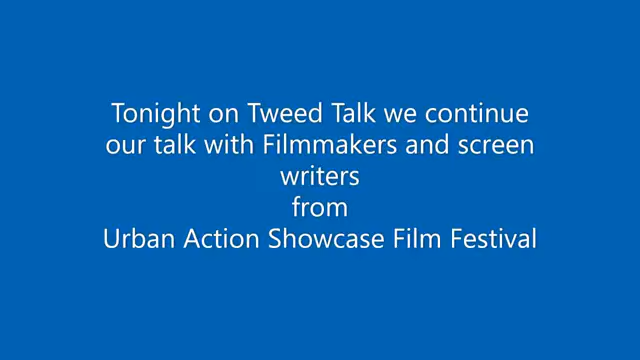 Tonight on Tweed Talk we continue
our talk with Filmmakers and screen
writers
from
Urban Action Showcase Film Festival